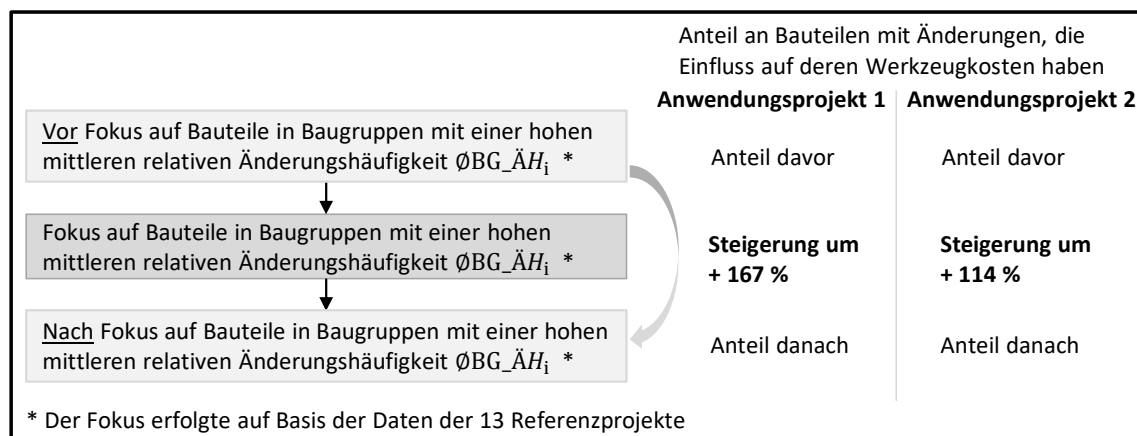 Anteil an Bauteilen mit Änderungen, die
Einfluss auf deren Werkzeugkosten haben
Anwendungsprojekt 1
Anwendungsprojekt 2
Vor Fokus auf Bauteile in Baugruppen mit einer hohen
mittleren relativen Änderungshäufigkeit ∅BG_ÄHᵢ *
Anteil davor
Anteil davor
Fokus auf Bauteile in Baugruppen mit einer hohen
mittleren relativen Änderungshäufigkeit ∅BG_ÄHᵢ *
Steigerung um
+ 167 %
Steigerung um
+ 114 %
Nach Fokus auf Bauteile in Baugruppen mit einer hohen
mittleren relativen Änderungshäufigkeit ∅BG_ÄHᵢ *
Anteil danach
Anteil danach
* Der Fokus erfolgte auf Basis der Daten der 13 Referenzprojekte